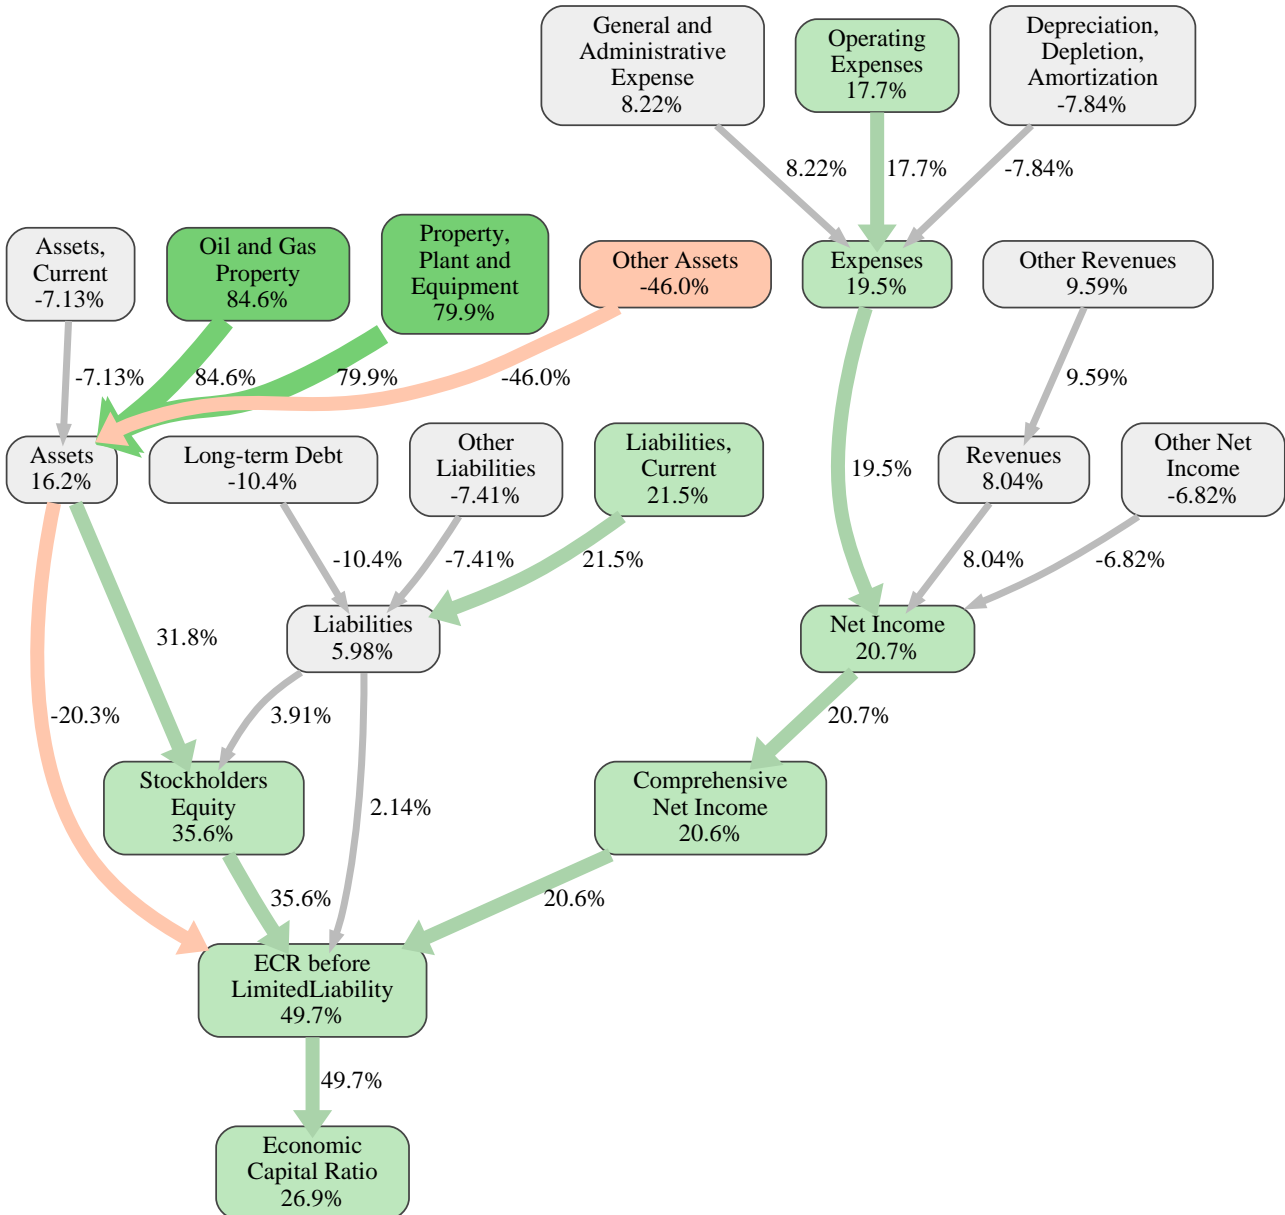 General and
Administrative
Expense
8.22%
Operating
Expenses
17.7%
Depreciation,
Depletion,
Amortization
-7.84%
8.22%
17.7%
-7.84%
Assets,
Current
-7.13%
Oil and Gas
Property
84.6%
Property,
Plant and
Equipment
79.9%
Other Assets
-46.0%
Expenses
19.5%
Other Revenues
9.59%
-7.13%
84.6%
79.9%
-46.0%
9.59%
Assets
16.2%
Long-term Debt
-10.4%
Other
Liabilities
-7.41%
Liabilities,
Current
21.5%
19.5%
Revenues
8.04%
Other Net
Income
-6.82%
-10.4%
-7.41%
21.5%
8.04%
-6.82%
31.8%
Liabilities
5.98%
Net Income
20.7%
-20.3%
3.91%
20.7%
Stockholders
Equity
35.6%
2.14%
Comprehensive
Net Income
20.6%
35.6%
20.6%
ECR before
LimitedLiability
49.7%
49.7%
Economic
Capital Ratio
26.9%